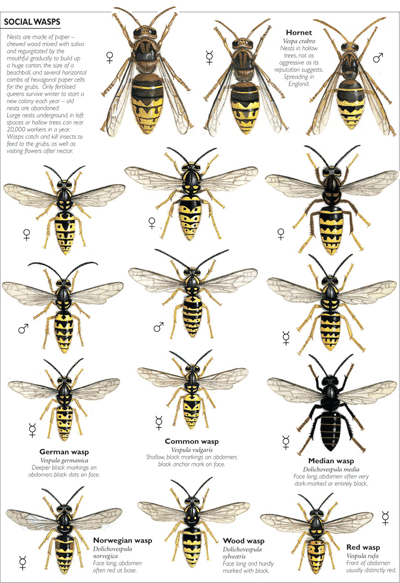 SOCIAL WASPS
Nests are made of paper –
chewed wood mixed with saliva
and regurgitated by the
mouthful gradually to build up
a huge carton, the size of a
beachball, and several horizontal
combs of hexagonal paper cells
for the grubs. Only fertilised
queens survive winter to start a
new colony each year – old
nests are abandoned.
Large nests underground, in loft
spaces or hollow trees can rear
20,000 workers in a year.
Wasps catch and kill insects to
feed to the grubs, as well as
visiting flowers after nectar.
Hornet
Vespa crabro
Nests in hollow
trees, not as
aggressive as its
reputation suggests.
Spreading in
England.
German wasp
Vespula germanica
Deeper black markings on
abdomen; black dots on face.
Common wasp
Vespula vulgaris
Shallow, black markings on abdomen;
black anchor mark on face.
Median wasp
Dolichovespula media
Face long, abdomen often very
dark-marked or entirely black.
Norwegian wasp
Dolichovespula
norvegica
Face long, abdomen
often red at base.
Wood wasp
Dolichovespula
sylvestris
Face long and hardly
marked with black.
Red wasp
Vespula rufa
Front of abdomen
usually distinctly red.